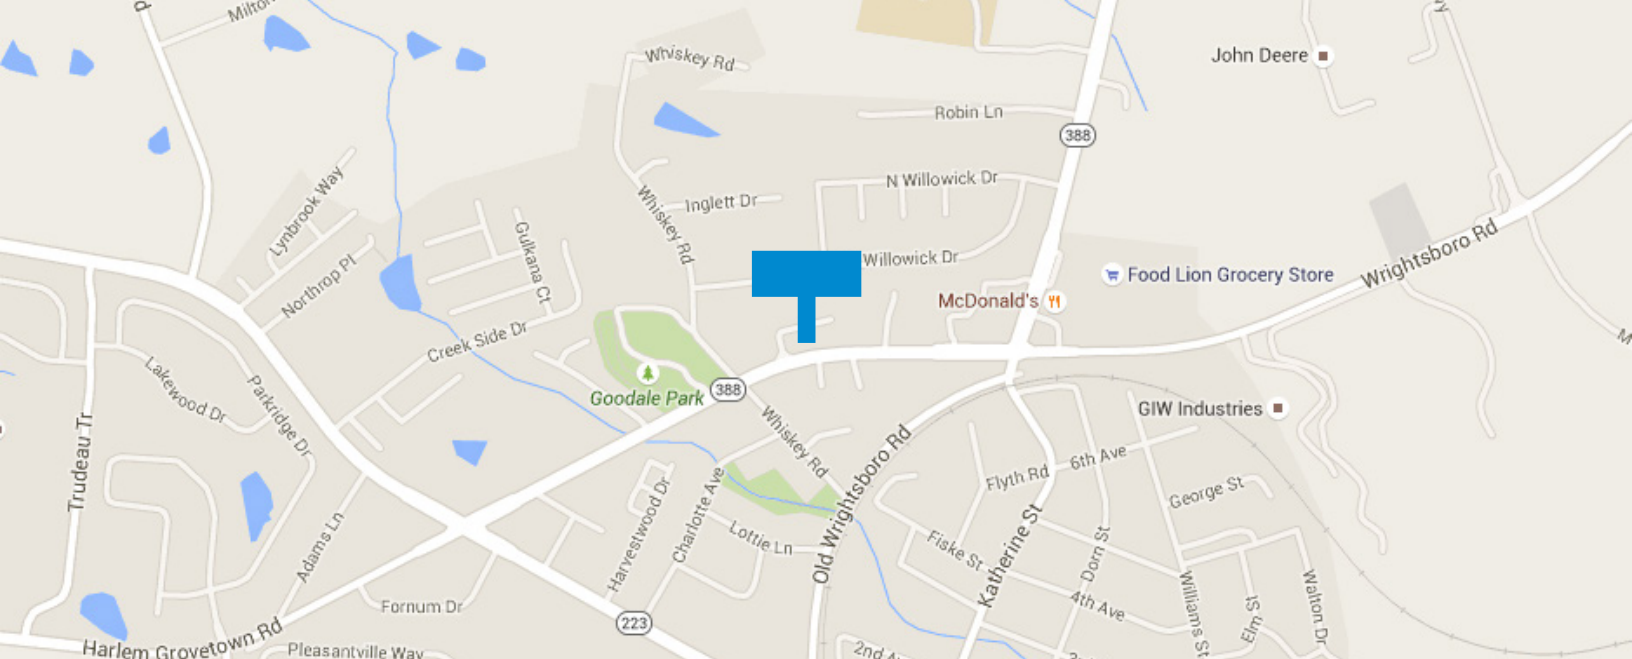 Milton
Whiskey Rd
John Deere
Robin Ln
388
N Willowick Dr
Lynbrook Way
Inglett Dr
Whiskey Rd
Gulkana Ct
Willowick Dr
Wrightsboro Rd
Northrop Pl
Food Lion Grocery Store
McDonald's
Creek Side Dr
Lakewood Dr
Parkridge Dr
Goodale Park
388
GIW Industries
Trudeau Tr
Whiskey Rd
Old Wrightsboro Rd
6th Ave
Flyth Rd
George St
Harvestwood Dr
Charlotte Ave
Lottie Ln
Adams Ln
Fiske St
Katherine St
Dorn St
4th Ave
Williams St
Elm St
Walton Dr
Fornum Dr
223
Harlem Grovetown Rd
Pleasantville Way
2nd